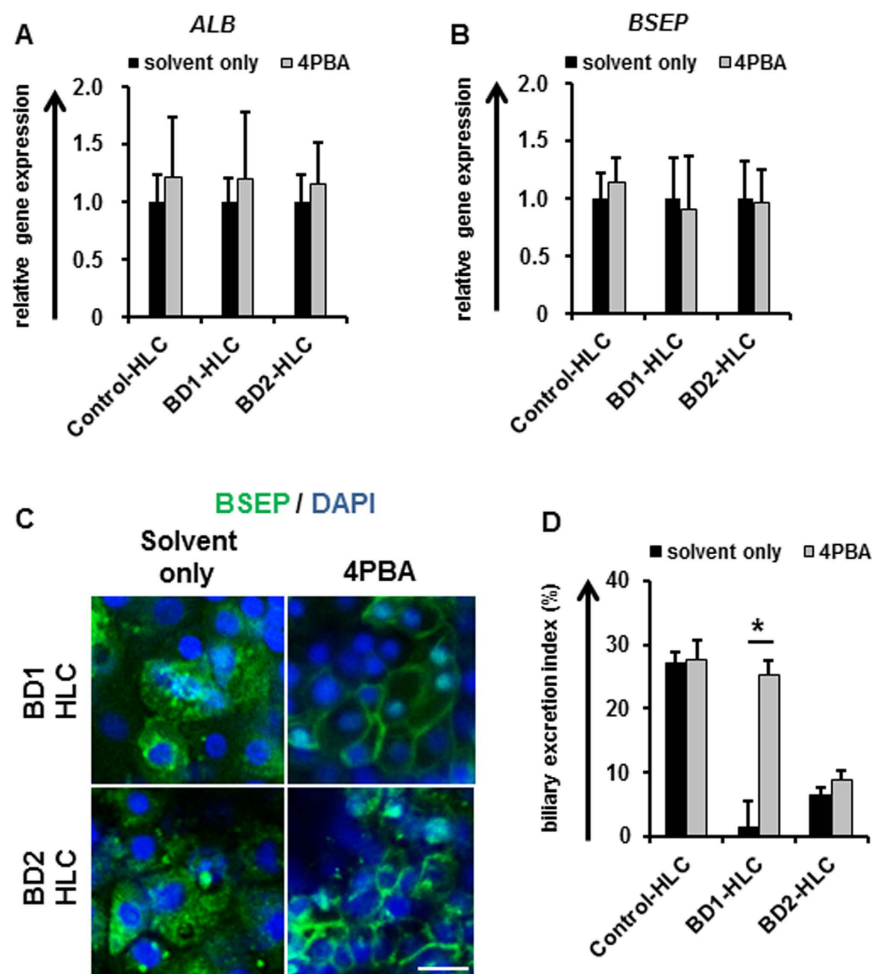 A
ALB
solvent only 4PBA
relative gene expression
2.0
1.5
1.0
0.5
0
Control-HLC
BD1-HLC
BD2-HLC
B
BSEP
solvent only 4PBA
relative gene expression
2.0
1.5
1.0
0.5
0
Control-HLC
BD1-HLC
BD2-HLC
C
BSEP / DAPI
Solvent
only
4PBA
BD1
HLC
BD2
HLC
D
solvent only 4PBA
biliary excretion index (%)
40
30
20
10
0
*
Control-HLC
BD1-HLC
BD2-HLC